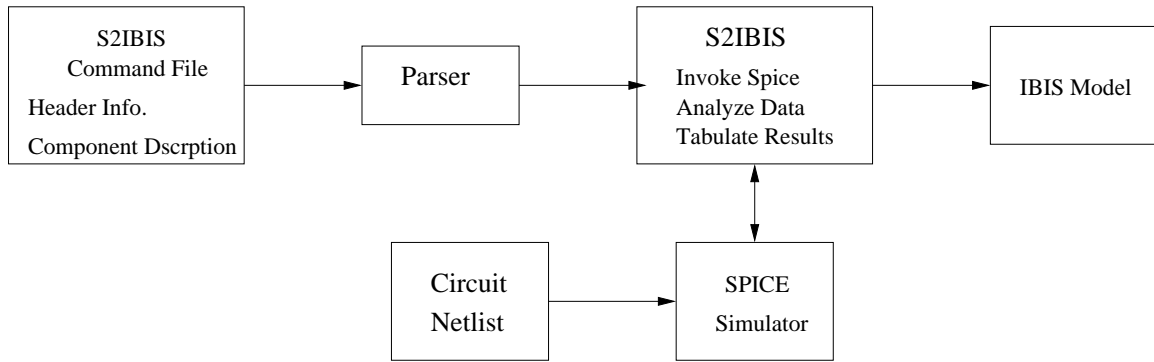 S2IBIS
Command File
Header Info.
Component Dscrption
Parser
S2IBIS
Invoke Spice
Analyze Data
Tabulate Results
IBIS Model
Circuit
Netlist
SPICE
Simulator